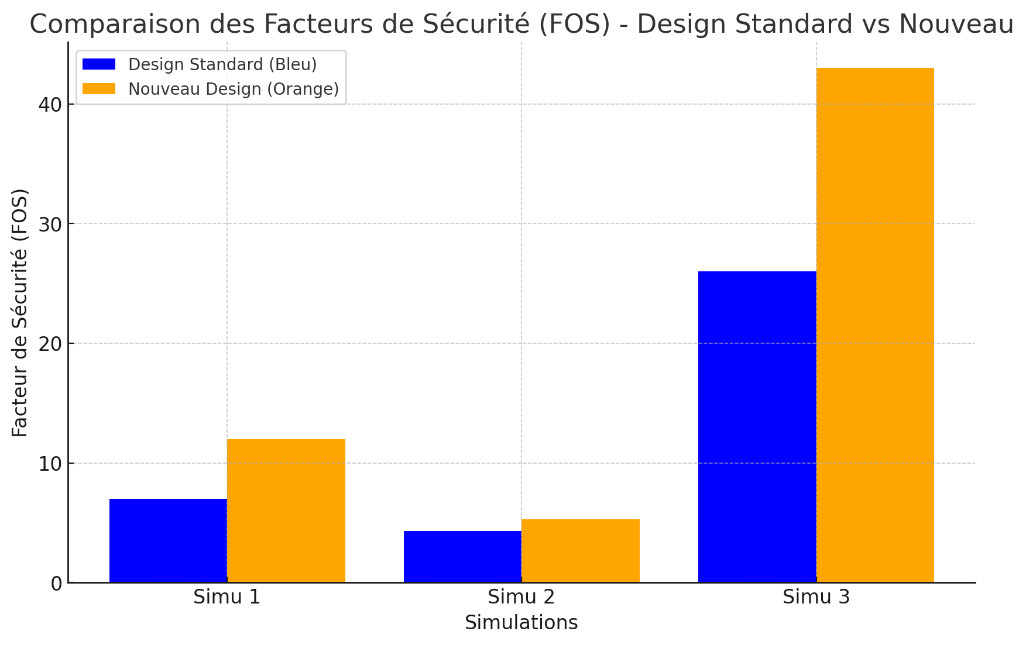 Comparaison des Facteurs de Sécurité (FOS) - Design Standard vs Nouveau
Design Standard (Bleu)
Nouveau Design (Orange)
Facteur de Sécurité (FOS)
40
30
20
10
0
Simu 1
Simu 2
Simu 3
Simulations